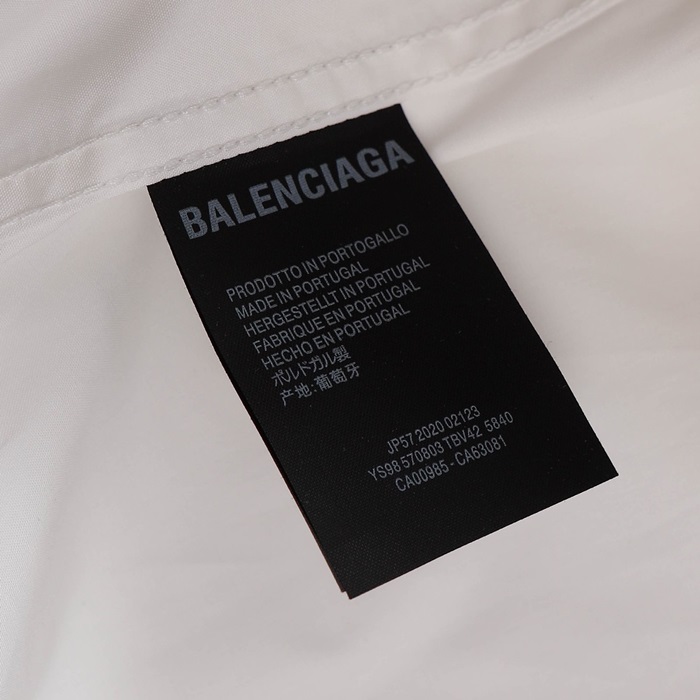 BALENCIAGA
PRODOTTO IN PORTOGALLO
MADE IN PORTUGAL
HERGESTELLT IN PORTUGAL
FABRIQUE EN PORTUGAL
HECHO EN PORTUGAL
ポルトガル製
产地:葡萄牙
JP57 2020 02123
YS98 570803 TBV42 5840
CA00985 - CA63081